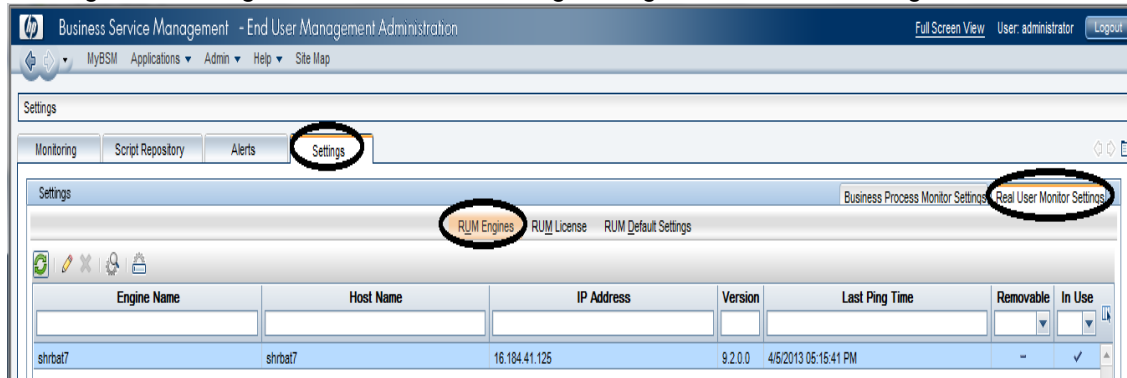 Business Service Management - End User Management Administration
Full Screen View User: administrator Logout
MyBSM Applications Admin Help Site Map
Settings
Monitoring Script Repository Alerts Settings
Settings
Business Process Monitor Settings Real User Monitor Settings
RUM Engines RUM License RUM Default Settings
Engine Name Host Name IP Address Version Last Ping Time Removable In Use
shrbat7 shrbat7 16.184.41.125 9.2.0.0 4/5/2013 05:15:41 PM